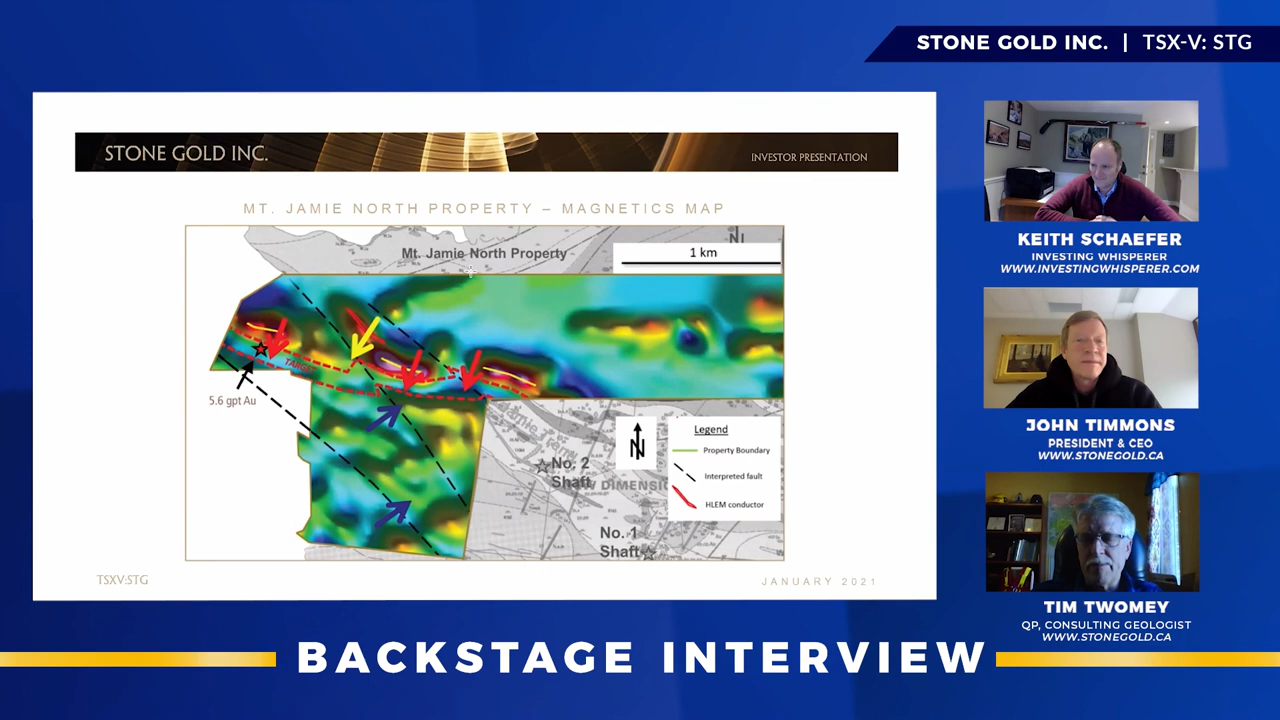 STONE GOLD INC. | TSX-V: STG
STONE GOLD INC.
INVESTOR PRESENTATION
MT. JAMIE NORTH PROPERTY – MAGNETICS MAP
Mt. Jamie North Property
N
1 km
TARGET
5.6 gpt Au
N
Legend
Property Boundary
Interpreted fault
HLEM conductor
No. 2
Shaft
W DIMENSI
No. 1
Shaft
TSXV:STG
JANUARY 2021
KEITH SCHAEFER
INVESTING WHISPERER
WWW.INVESTINGWHISPERER.COM
JOHN TIMMONS
PRESIDENT & CEO
WWW.STONEGOLD.CA
TIM TWOMEY
QP, CONSULTING GEOLOGIST
WWW.STONEGOLD.CA
BACKSTAGE INTERVIEW